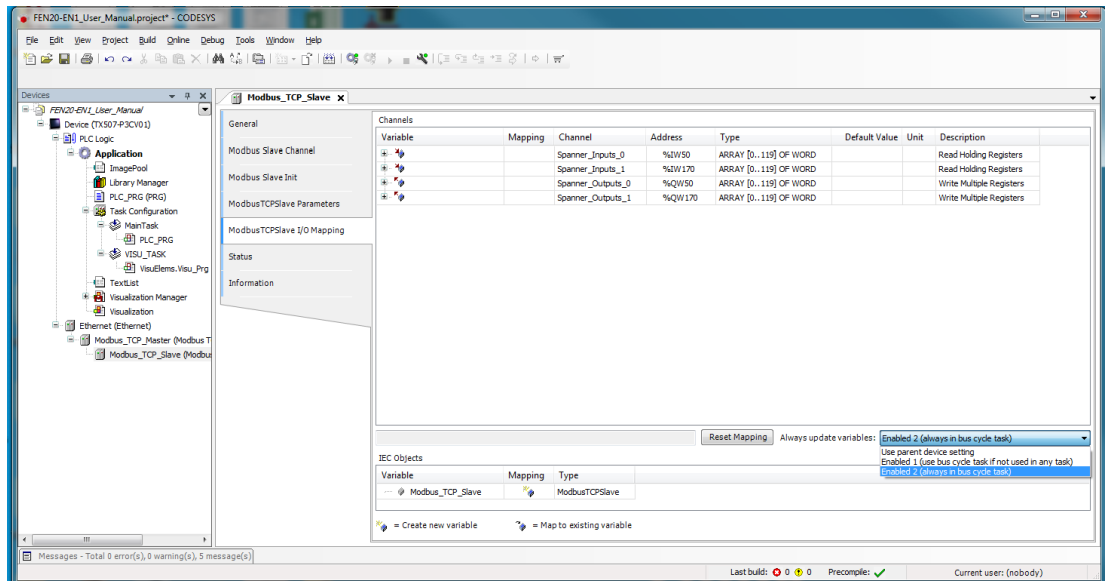 FEN20-EN1_User_Manual.project* - CODESYS
File Edit View Project Build Online Debug Tools Window Help
Devices
FEN20-EN1_User_Manual
Device (TX507-P3CV01)
PLC Logic
Application
ImagePool
Library Manager
PLC_PRG (PRG)
Task Configuration
MainTask
PLC_PRG
VISU_TASK
VisuElems.Visu_Prg
TextList
Visualization Manager
Visualization
Ethernet (Ethernet)
Modbus_TCP_Master (Modbus T
Modbus_TCP_Slave (Modbu
Modbus_TCP_Slave
General
Modbus Slave Channel
Modbus Slave Init
ModbusTCPSlave Parameters
ModbusTCPSlave I/O Mapping
Status
Information
Channels
Variable Mapping Channel Address Type Default Value Unit Description
Spanner_Inputs_0 %IW50 ARRAY [0..119] OF WORD Read Holding Registers
Spanner_Inputs_1 %IW170 ARRAY [0..119] OF WORD Read Holding Registers
Spanner_Outputs_0 %QW50 ARRAY [0..119] OF WORD Write Multiple Registers
Spanner_Outputs_1 %QW170 ARRAY [0..119] OF WORD Write Multiple Registers
Reset Mapping Always update variables: Enabled 2 (always in bus cycle task)
Use parent device setting
Enabled 1 (use bus cycle task if not used in any task)
Enabled 2 (always in bus cycle task)
IEC Objects
Variable Mapping Type
Modbus_TCP_Slave ModbusTCPSlave
= Create new variable = Map to existing variable
Messages - Total 0 error(s), 0 warning(s), 5 message(s)
Last build: 0 0 Precompile: Current user: (nobody)